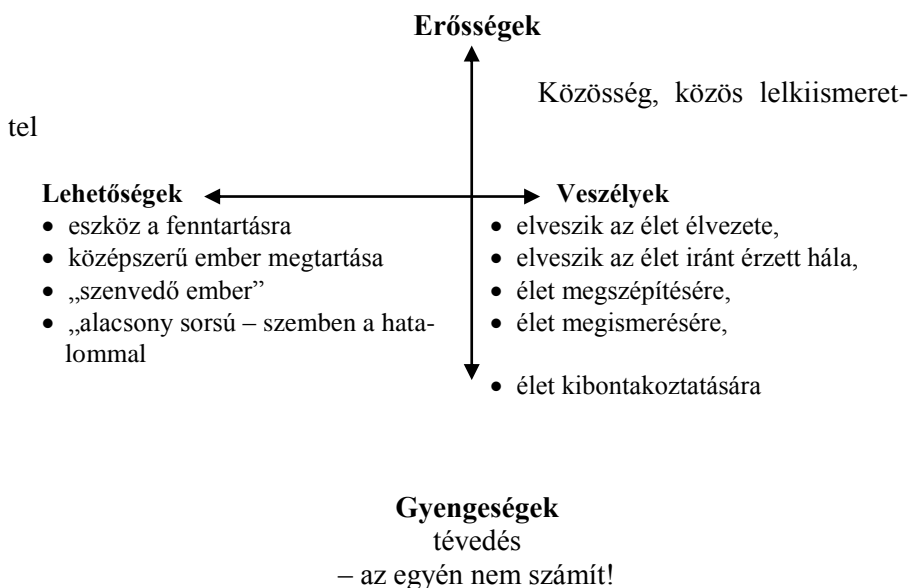 Erősségek
Közösség, közös lelkiismeret-
tel
Lehetőségek
• eszköz a fenntartásra
• középszerű ember megtartása
• „szenvedő ember”
• „alacsony sorsú – szemben a hata-
lommal
Veszélyek
• elveszik az élet élvezete,
• elveszik az élet iránt érzett hála,
• élet megszépítésére,
• élet megismerésére,
• élet kibontakoztatására
Gyengeségek
tévedés
– az egyén nem számít!